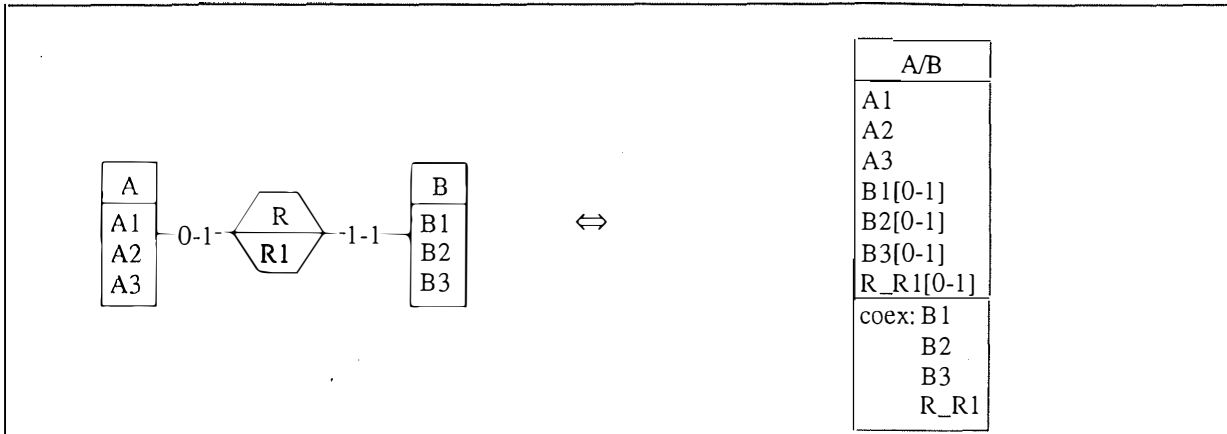 A
A1
A2
A3
0-1
R
R1
1-1
B
B1
B2
B3
⇔
A/B
A1
A2
A3
B1[0-1]
B2[0-1]
B3[0-1]
R_R1[0-1]
coex: B1
B2
B3
R_R1